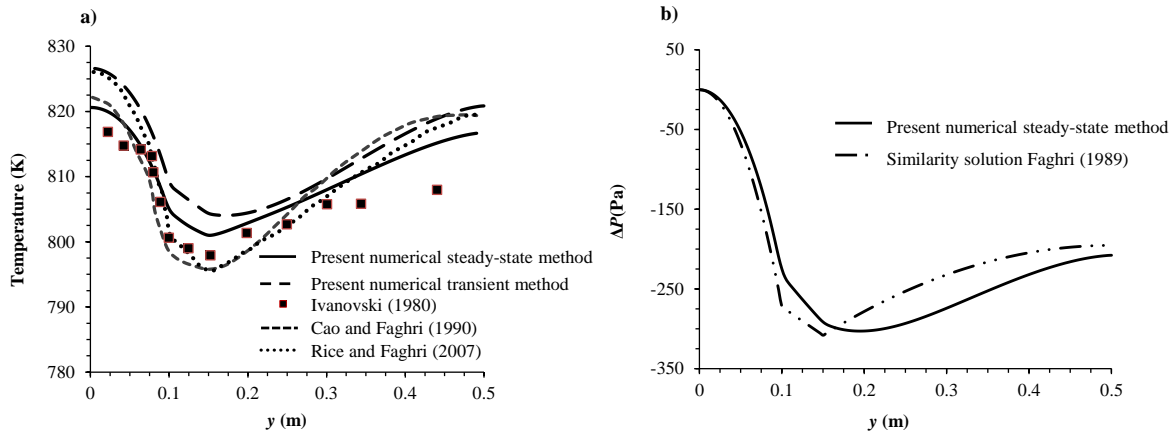 a)
Temperature (K)
830
820
810
800
790
780
0
0.1
0.2
0.3
0.4
0.5
y (m)
Present numerical steady-state method
Present numerical transient method
Ivanovski (1980)
Cao and Faghri (1990)
Rice and Faghri (2007)
b)
ΔP(Pa)
50
-50
-150
-250
-350
0
0.1
0.2
0.3
0.4
0.5
y (m)
Present numerical steady-state method
Similarity solution Faghri (1989)